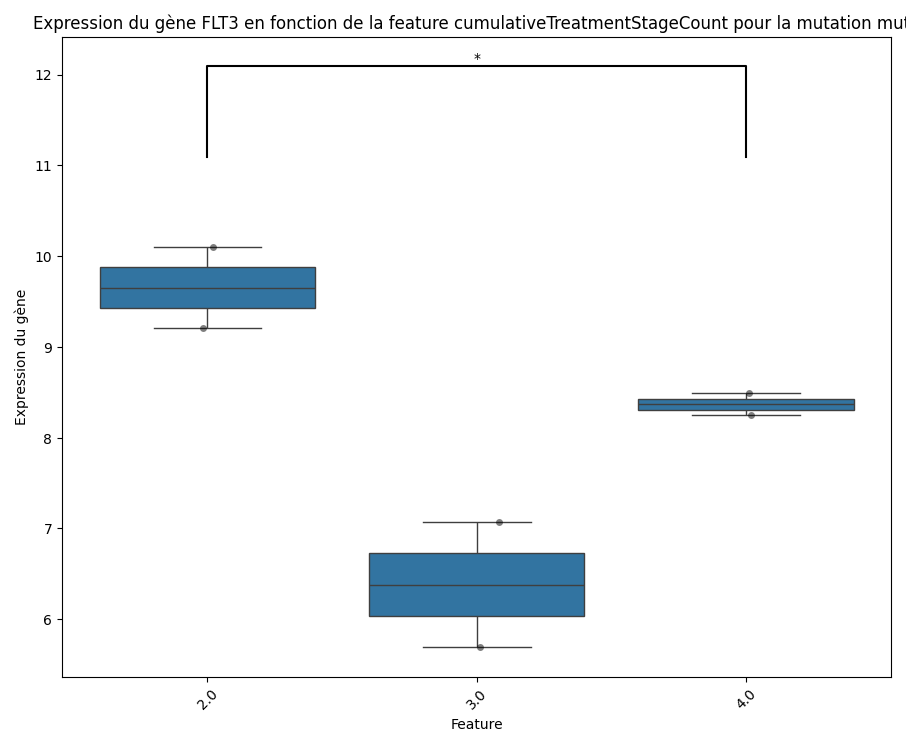 Expression du gène FLT3 en fonction de la feature cumulativeTreatmentStageCount pour la mutation mut
*
12
11
10
9
8
7
6
Expression du gène
2.0 3.0 4.0
Feature